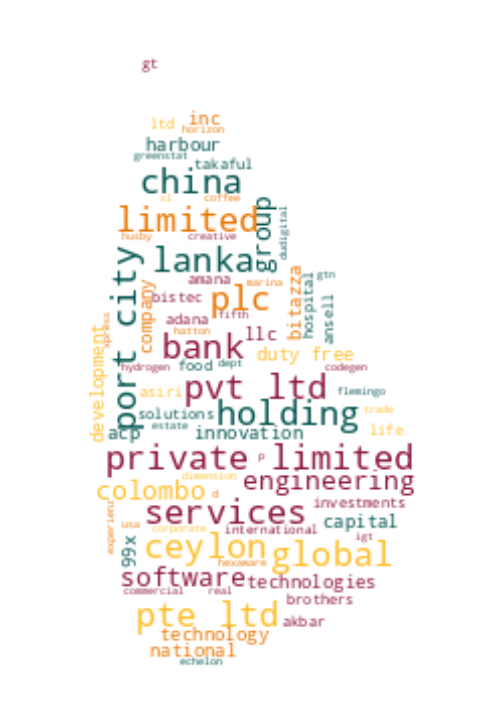 gt
ltd
inc
horizon
harbour
greenstat
takaful
china
sl
coffee
limited
group
dudigital
husby
creative
port city
lanka
amana
marina
bitazza
hospital
gtn
company
bistec
plc
ansell
adana
fifth
xpress
development
hatton
llc
bank
duty free
hydrogen
food
dept
codegen
pvt ltd
asiri
flemingo
solutions
holding
trade
estate
acp
innovation
life
private limited
p
engineering
dimension
colombo
d
experienz
services
investments
usa
corporate
international
capital
99x
igt
ceylon
global
hexaware
software
technologies
commercial
real
brothers
pte ltd
akbar
technology
national
echelon